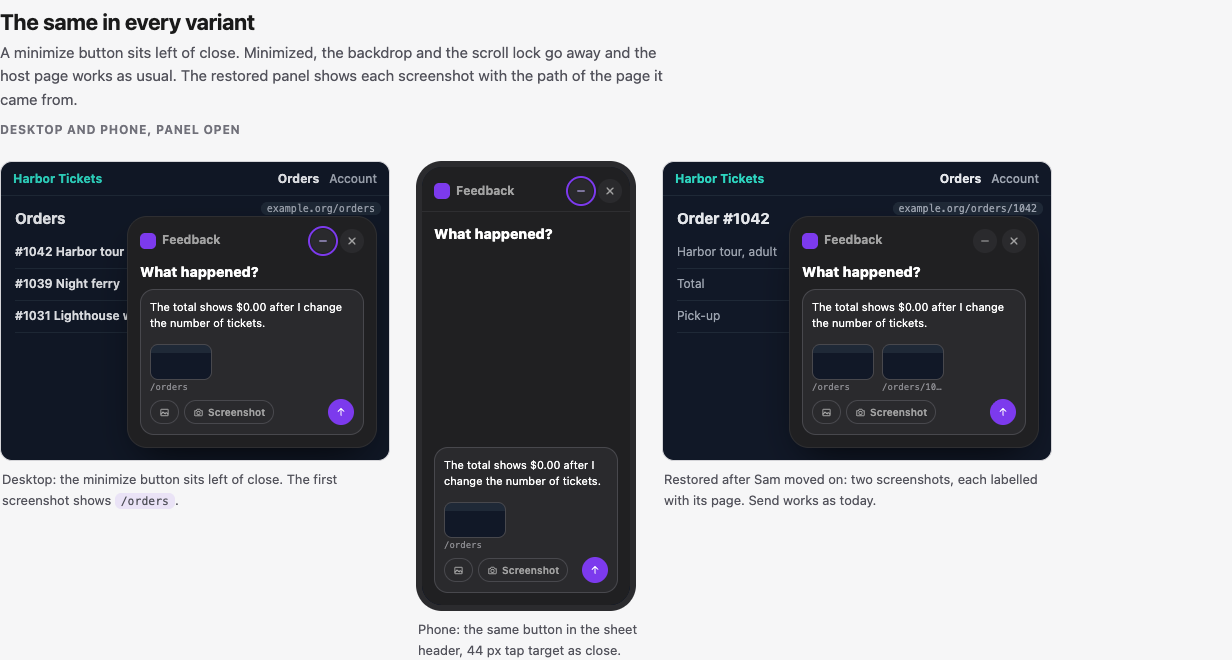 The same in every variant
A minimize button sits left of close. Minimized, the backdrop and the scroll lock go away and the
host page works as usual. The restored panel shows each screenshot with the path of the page it
came from.
DESKTOP AND PHONE, PANEL OPEN
Harbor Tickets
Orders Account
example.org/orders
Orders
#1042 Harbor tour
#1039 Night ferry
#1031 Lighthouse
Feedback
What happened?
The total shows $0.00 after I change
the number of tickets.
/orders
Screenshot
Desktop: the minimize button sits left of close. The first
screenshot shows /orders.
Feedback
What happened?
The total shows $0.00 after I
change the number of tickets.
/orders
Screenshot
Phone: the same button in the sheet
header, 44 px tap target as close.
Harbor Tickets
Orders Account
example.org/orders/1042
Order #1042
Harbor tour, adult
Total
Pick-up
Feedback
What happened?
The total shows $0.00 after I change
the number of tickets.
/orders /orders/10…
Screenshot
Restored after Sam moved on: two screenshots, each labelled
with its page. Send works as today.